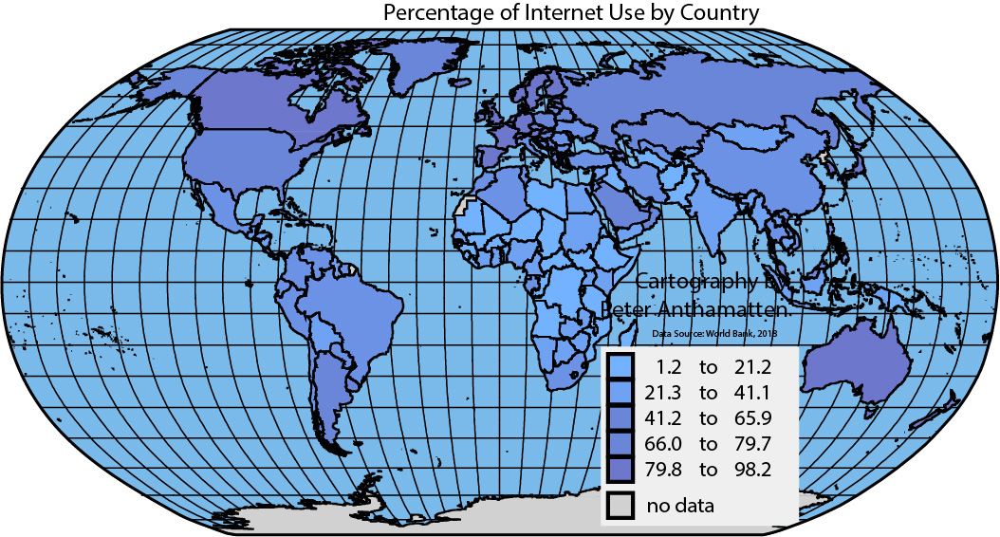 Percentage of Internet Use by Country
Cartography by
Peter Anthamatten.
Data Source: World Bank, 2013
1.2 to 21.2
21.3 to 41.1
41.2 to 65.9
66.0 to 79.7
79.8 to 98.2
no data